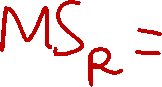 MS_R =